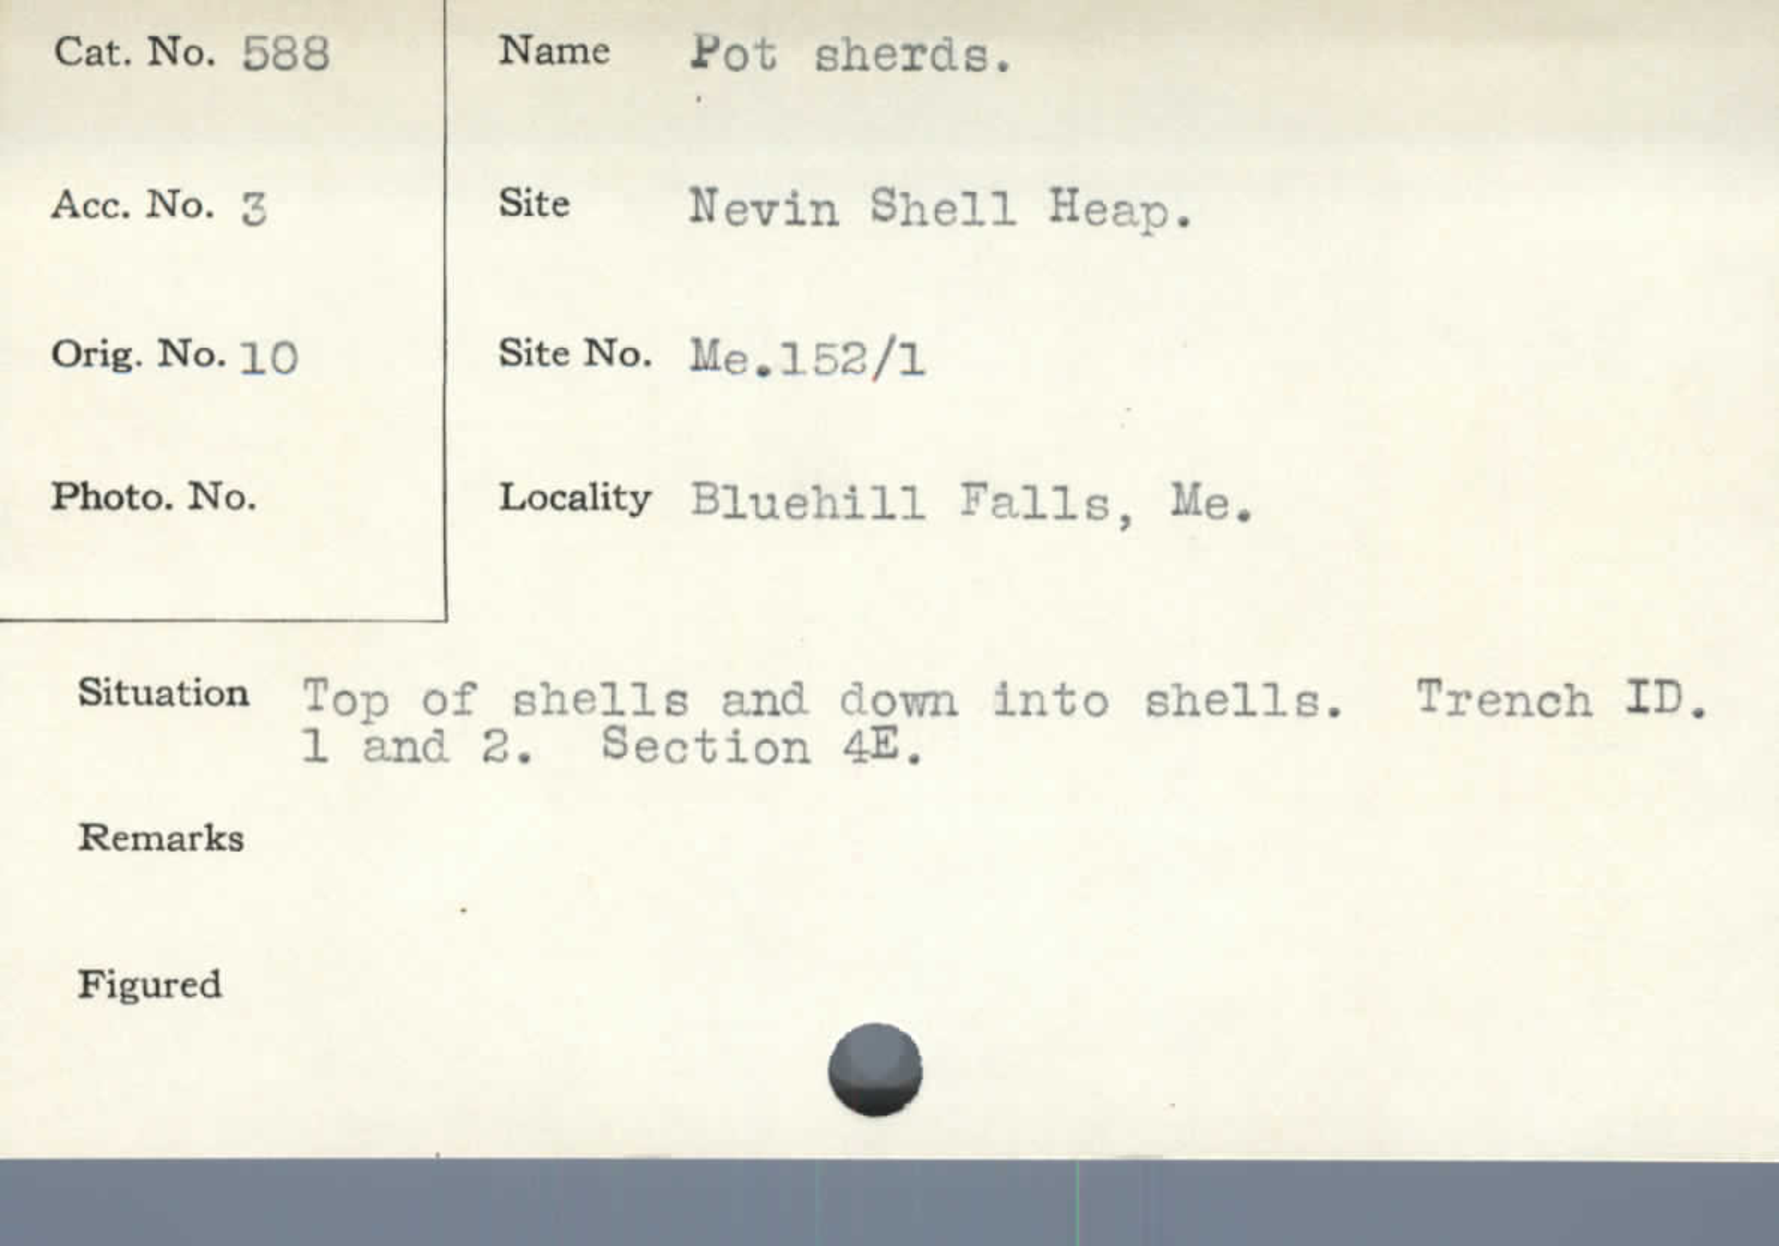 Cat. No. 588
Name Pot sherds.
Acc. No. 3
Site Nevin Shell Heap.
Orig. No. 10
Site No. Me.152/1
Photo. No.
Locality Bluehill Falls, Me.
Situation Top of shells and down into shells. Trench ID.
1 and 2. Section 4E.
Remarks
Figured